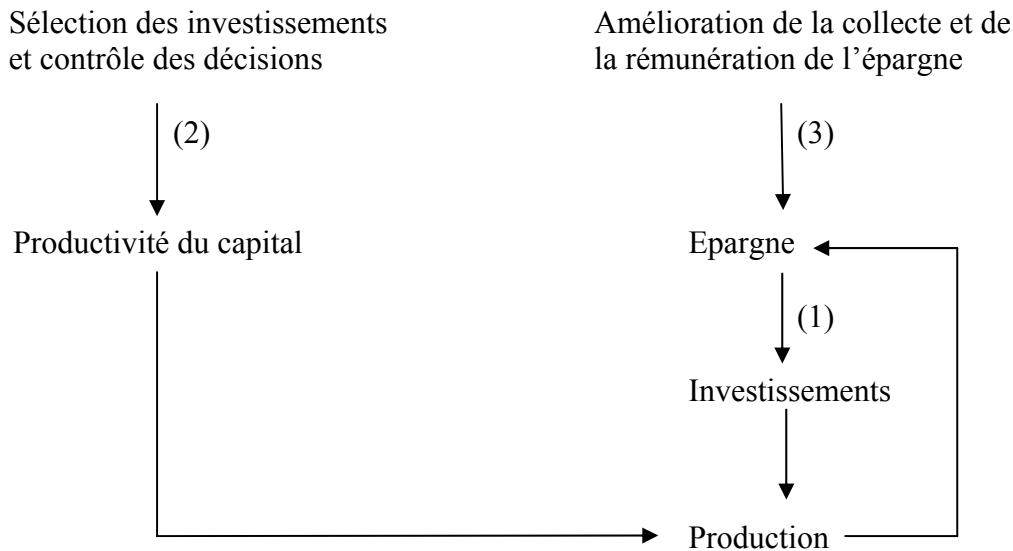 Sélection des investissements
et contrôle des décisions
Amélioration de la collecte et de
la rémunération de l’épargne
(2)
(3)
Productivité du capital
Epargne
(1)
Investissements
Production